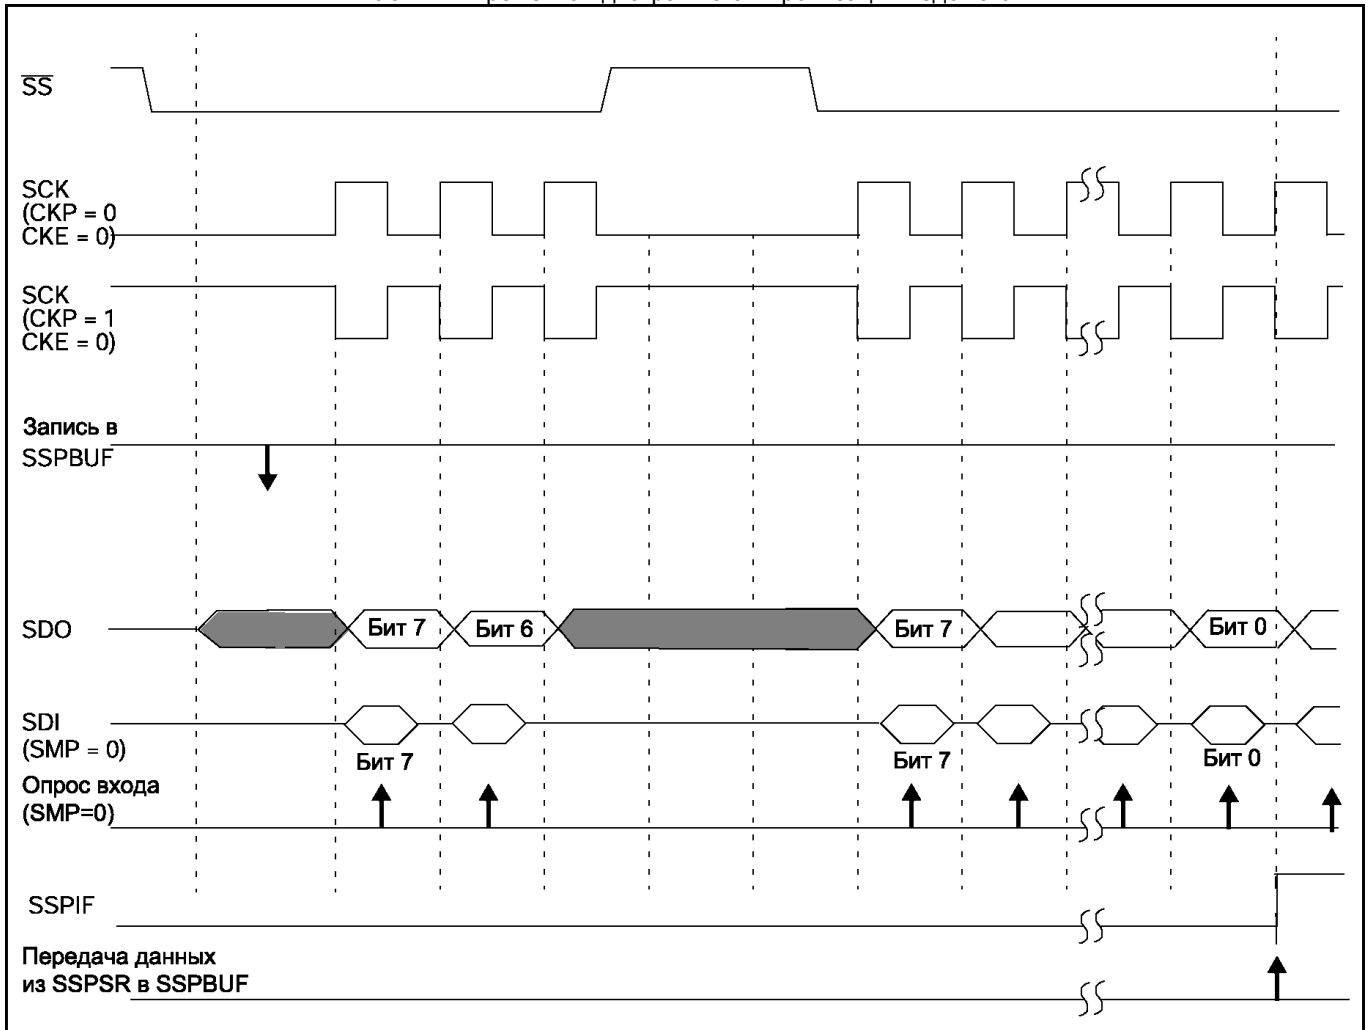 SS
SCK
(CKP = 0
CKE = 0)
SCK
(CKP = 1
CKE = 0)
Запись в
SSPBUF
SDO
Бит 7
Бит 6
Бит 7
Бит 0
SDI
(SMP = 0)
Бит 7
Бит 7
Бит 0
Опрос входа
(SMP=0)
SSPIF
Передача данных
из SSPSR в SSPBUF